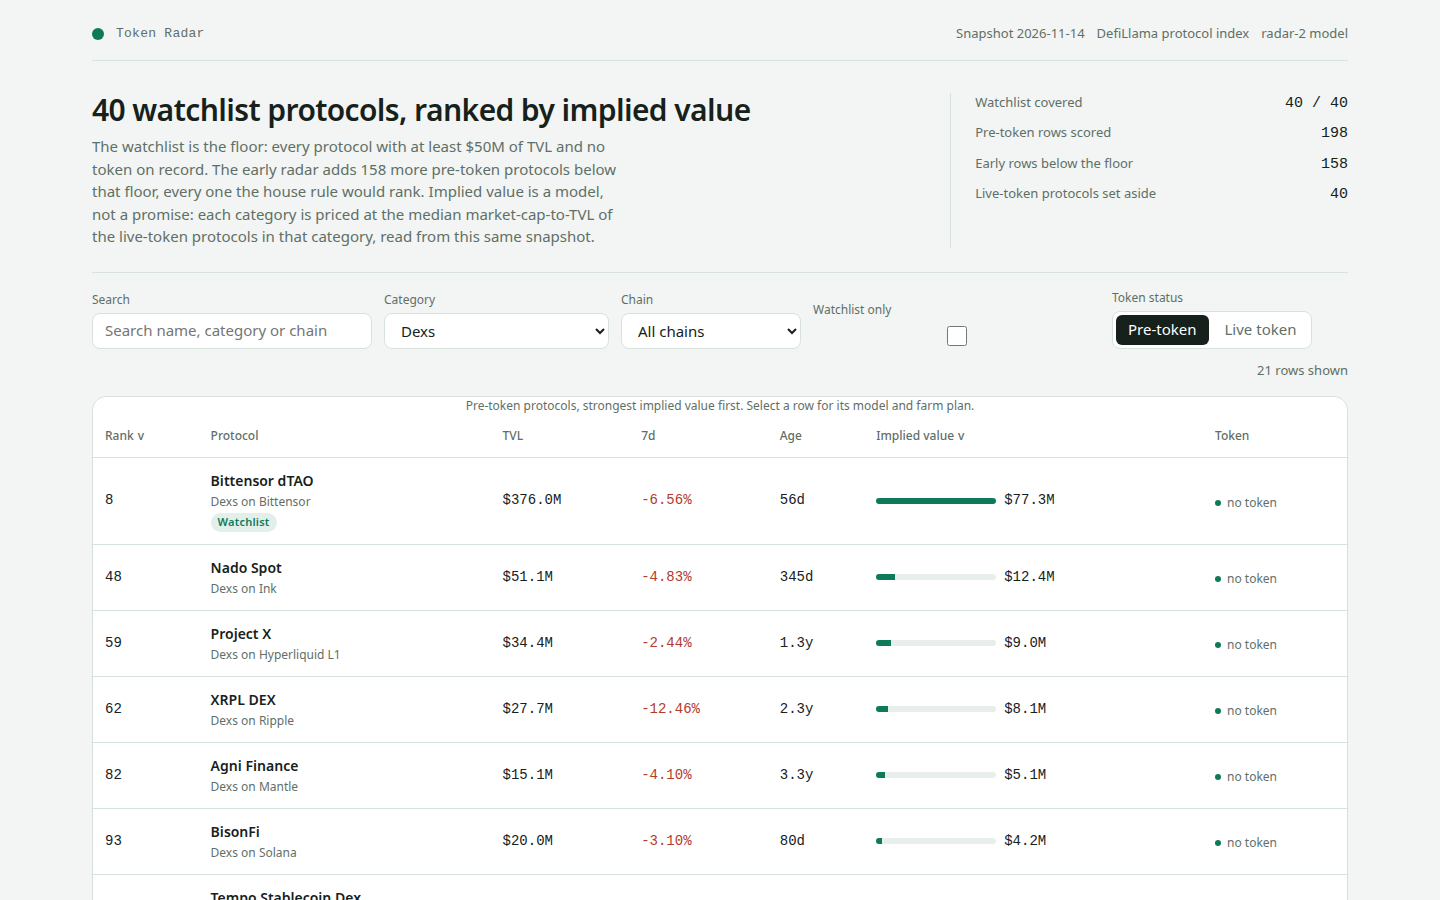 Token Radar
Snapshot 2026-11-14 DefiLlama protocol index radar-2 model
40 watchlist protocols, ranked by implied value
The watchlist is the floor: every protocol with at least $50M of TVL and no
token on record. The early radar adds 158 more pre-token protocols below
that floor, every one the house rule would rank. Implied value is a model,
not a promise: each category is priced at the median market-cap-to-TVL of
the live-token protocols in that category, read from this same snapshot.
Watchlist covered 40 / 40
Pre-token rows scored 198
Early rows below the floor 158
Live-token protocols set aside 40
Search Category Chain Watchlist only Token status
Search name, category or chain Dexs All chains Pre-token Live token
21 rows shown
Pre-token protocols, strongest implied value first. Select a row for its model and farm plan.
Rank v Protocol TVL 7d Age Implied value v Token
8 Bittensor dTAO $376.0M -6.56% 56d $77.3M no token
Dexs on Bittensor
Watchlist
48 Nado Spot $51.1M -4.83% 345d $12.4M no token
Dexs on Ink
59 Project X $34.4M -2.44% 1.3y $9.0M no token
Dexs on Hyperliquid L1
62 XRPL DEX $27.7M -12.46% 2.3y $8.1M no token
Dexs on Ripple
82 Agni Finance $15.1M -4.10% 3.3y $5.1M no token
Dexs on Mantle
93 BisonFi $20.0M -3.10% 80d $4.2M no token
Dexs on Solana
Tempo Stablecoin Dex